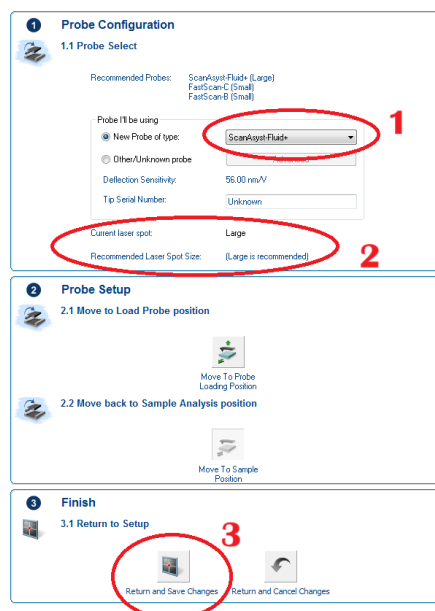 1 Probe Configuration
1.1 Probe Select
Recommended Probes: ScanAsyst-Fluid+ (Large)
FastScan-C (Small)
FastScan-B (Small)
Probe I'll be using
New Probe of type: ScanAsyst-Fluid+
1
Other/Unknown probe Advanced
Deflection Sensitivity: 56.00 nm/V
Tip Serial Number: Unknown
Current laser spot: Large
2
Recommended Laser Spot Size: (Large is recommended)
2 Probe Setup
2.1 Move to Load Probe position
Move To Probe
Loading Position
2.2 Move back to Sample Analysis position
Move To Sample
Position
3 Finish
3.1 Return to Setup
3
Return and Save Changes Return and Cancel Changes